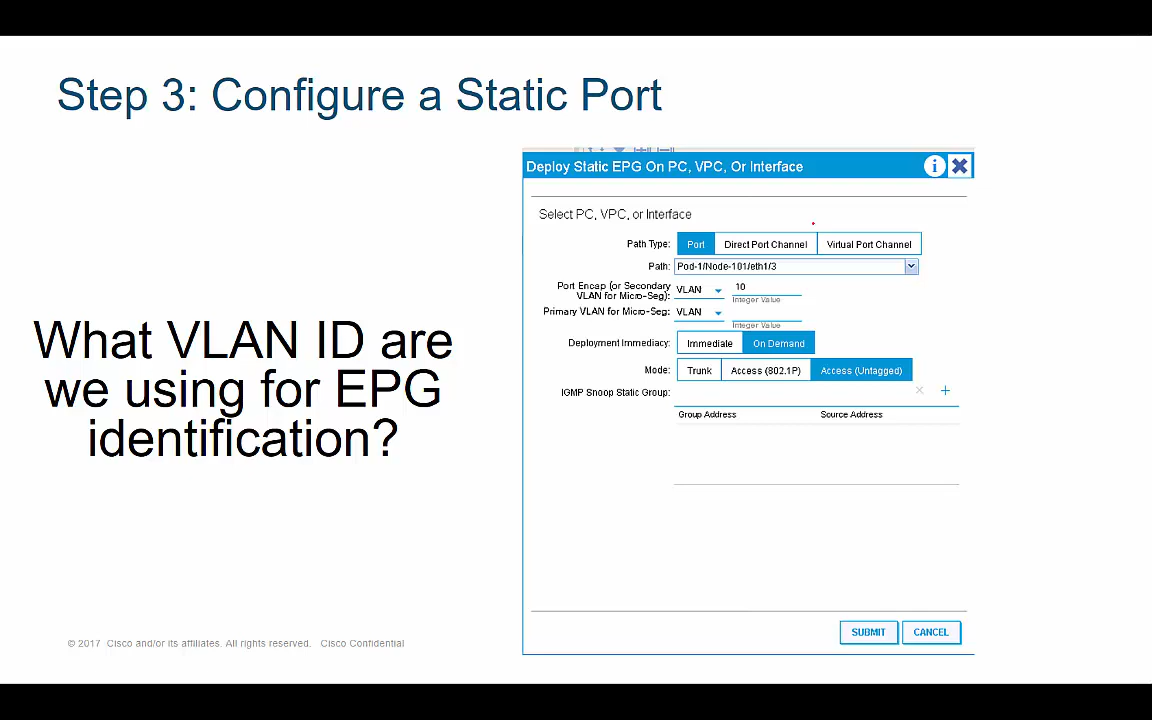 Step 3: Configure a Static Port
What VLAN ID are
we using for EPG
identification?
Deploy Static EPG On PC, VPC, Or Interface
Select PC, VPC, or Interface
Path Type: Port Direct Port Channel Virtual Port Channel
Path: Pod-1/Node-101/eth1/3
Port Encap (or Secondary
VLAN for Micro-Seg): VLAN 10
Integer Value
Primary VLAN for Micro-Seg: VLAN
Integer Value
Deployment Immediacy: Immediate On Demand
Mode: Trunk Access (802.1P) Access (Untagged)
IGMP Snoop Static Group:
Group Address Source Address
SUBMIT CANCEL
© 2017 Cisco and/or its affiliates. All rights reserved. Cisco Confidential